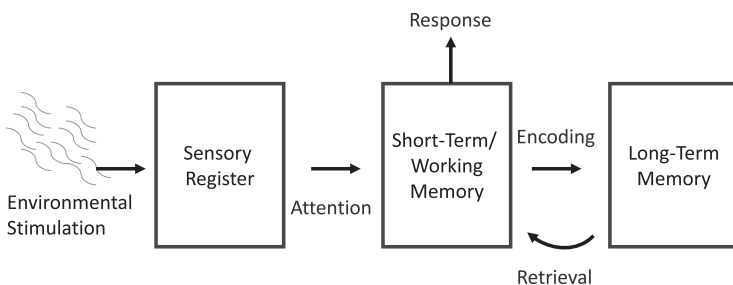 Response
Environmental
Stimulation
Sensory
Register
Attention
Short-Term/
Working
Memory
Encoding
Retrieval
Long-Term
Memory